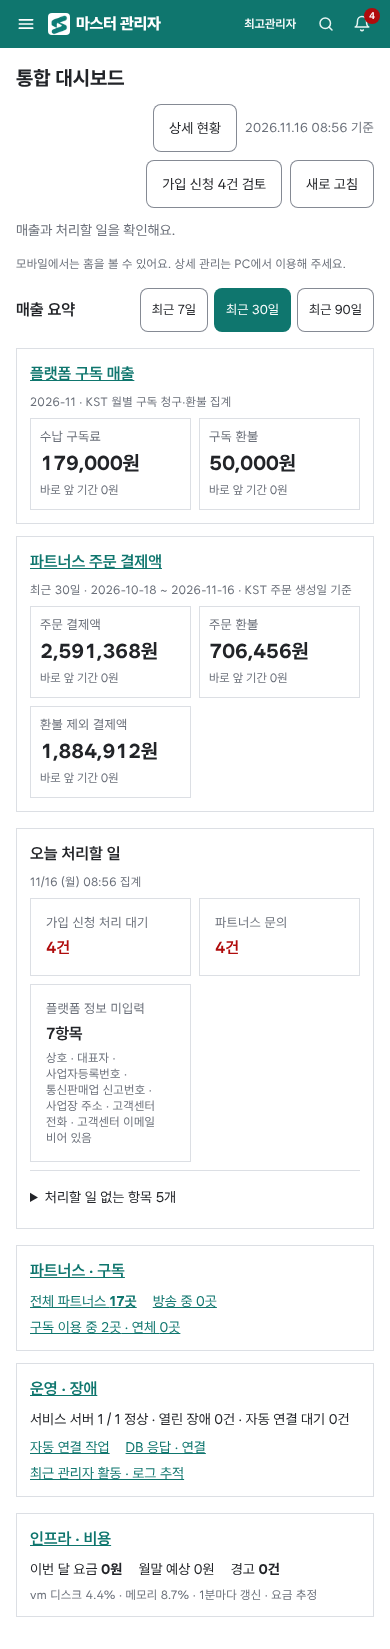 마스터 관리자 최고관리자 4
통합 대시보드
상세 현황 2026.11.16 08:56 기준
가입 신청 4건 검토 새로 고침
매출과 처리할 일을 확인해요.
모바일에서는 홈을 볼 수 있어요. 상세 관리는 PC에서 이용해 주세요.
매출 요약 최근 7일 최근 30일 최근 90일
플랫폼 구독 매출
2026-11 · KST 월별 구독 청구·환불 집계
수납 구독료 구독 환불
179,000원 50,000원
바로 앞 기간 0원 바로 앞 기간 0원
파트너스 주문 결제액
최근 30일 · 2026-10-18 ~ 2026-11-16 · KST 주문 생성일 기준
주문 결제액 주문 환불
2,591,368원 706,456원
바로 앞 기간 0원 바로 앞 기간 0원
환불 제외 결제액
1,884,912원
바로 앞 기간 0원
오늘 처리할 일
11/16 (월) 08:56 집계
가입 신청 처리 대기 파트너스 문의
4건 4건
플랫폼 정보 미입력
7항목
상호 · 대표자 ·
사업자등록번호 ·
통신판매업 신고번호 ·
사업장 주소 · 고객센터
전화 · 고객센터 이메일
비어 있음
▶ 처리할 일 없는 항목 5개
파트너스 · 구독
전체 파트너스 17곳 방송 중 0곳
구독 이용 중 2곳 · 연체 0곳
운영 · 장애
서비스 서버 1 / 1 정상 · 열린 장애 0건 · 자동 연결 대기 0건
자동 연결 작업 DB 응답 · 연결
최근 관리자 활동 · 로그 추적
인프라 · 비용
이번 달 요금 0원 월말 예상 0원 경고 0건
vm 디스크 4.4% · 메모리 8.7% · 1분마다 갱신 · 요금 추정